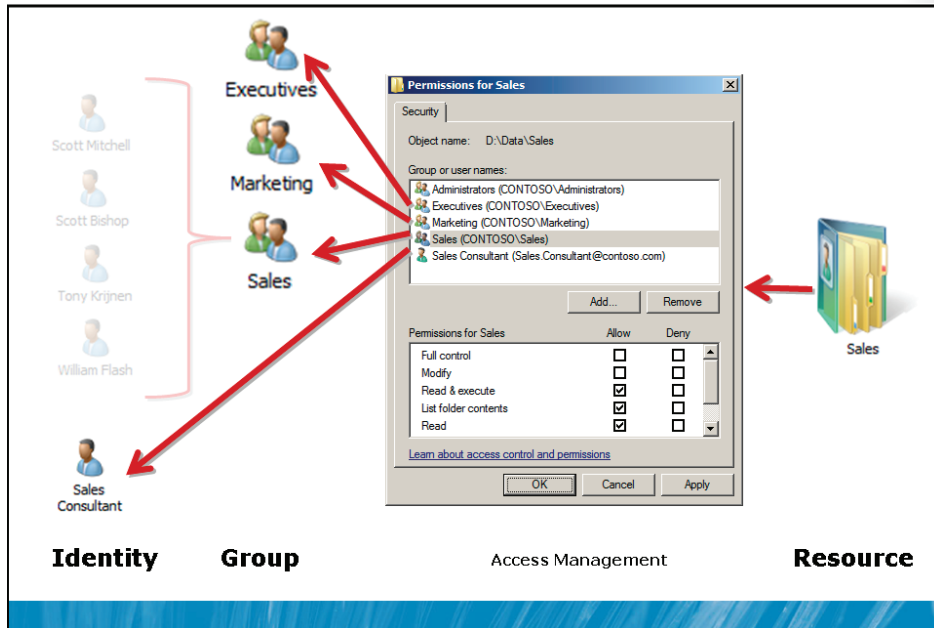 Executives
Marketing
Sales
Scott Mitchell
Scott Bishop
Tony Krijnen
William Flash
Sales
Consultant
Permissions for Sales
Security
Object name: D:\Data\Sales
Group or user names:
Administrators (CONTOSO\Administrators)
Executives (CONTOSO\Executives)
Marketing (CONTOSO\Marketing)
Sales (CONTOSO\Sales)
Sales Consultant (Sales.Consultant@contoso.com)
Add... Remove
Permissions for Sales Allow Deny
Full control
Modify
Read & execute
List folder contents
Read
Learn about access control and permissions
OK Cancel Apply
Sales
Identity Group Access Management Resource